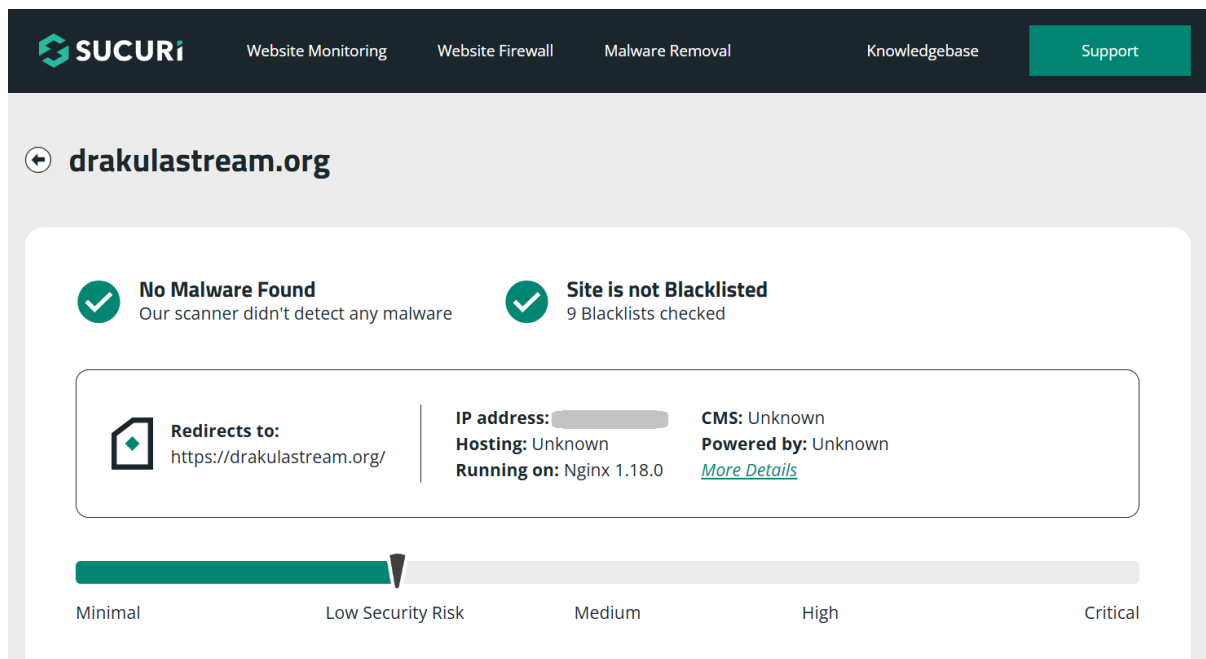 SUCURi Website Monitoring Website Firewall Malware Removal Knowledgebase Support
drakulastream.org
No Malware Found
Our scanner didn't detect any malware
Site is not Blacklisted
9 Blacklists checked
Redirects to:
https://drakulastream.org/
IP address:
Hosting: Unknown
Running on: Nginx 1.18.0
CMS: Unknown
Powered by: Unknown
More Details
Minimal Low Security Risk Medium High Critical